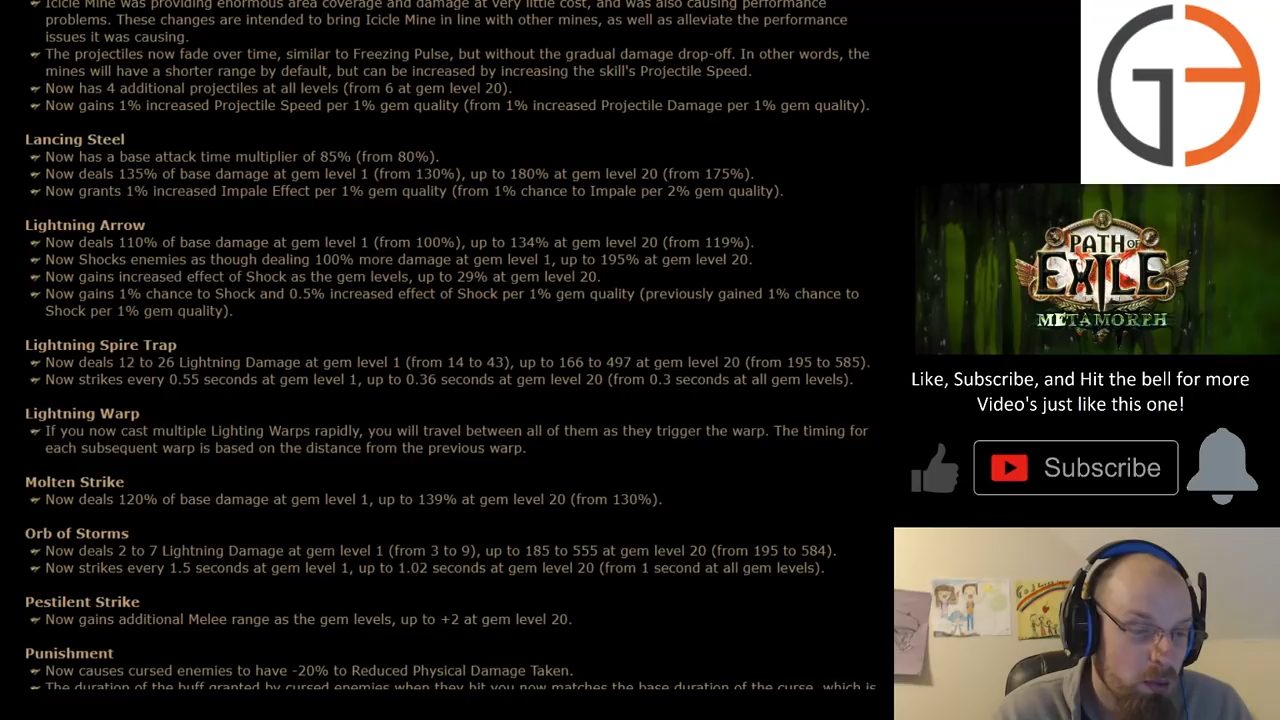 Icicle Mine was providing enormous area coverage and damage at very little cost, and was also causing performance
problems. These changes are intended to bring Icicle Mine in line with other mines, as well as alleviate the performance
issues it was causing.
The projectiles now fade over time, similar to Freezing Pulse, but without the gradual damage drop-off. In other words, the
mines will have a shorter range by default, but can be increased by increasing the skill's Projectile Speed.
Now has 4 additional projectiles at all levels (from 6 at gem level 20).
Now gains 1% increased Projectile Speed per 1% gem quality (from 1% increased Projectile Damage per 1% gem quality).
Lancing Steel
Now has a base attack time multiplier of 85% (from 80%).
Now deals 135% of base damage at gem level 1 (from 130%), up to 180% at gem level 20 (from 175%).
Now grants 1% increased Impale Effect per 1% gem quality (from 1% chance to Impale per 2% gem quality).
Lightning Arrow
Now deals 110% of base damage at gem level 1 (from 100%), up to 134% at gem level 20 (from 119%).
Now Shocks enemies as though dealing 100% more damage at gem level 1, up to 195% at gem level 20.
Now gains increased effect of Shock as the gem levels, up to 29% at gem level 20.
Now gains 1% chance to Shock and 0.5% increased effect of Shock per 1% gem quality (previously gained 1% chance to
Shock per 1% gem quality).
Lightning Spire Trap
Now deals 12 to 26 Lightning Damage at gem level 1 (from 14 to 43), up to 166 to 497 at gem level 20 (from 195 to 585).
Now strikes every 0.55 seconds at gem level 1, up to 0.36 seconds at gem level 20 (from 0.3 seconds at all gem levels).
Lightning Warp
If you now cast multiple Lighting Warps rapidly, you will travel between all of them as they trigger the warp. The timing for
each subsequent warp is based on the distance from the previous warp.
Molten Strike
Now deals 120% of base damage at gem level 1, up to 139% at gem level 20 (from 130%).
Orb of Storms
Now deals 2 to 7 Lightning Damage at gem level 1 (from 3 to 9), up to 185 to 555 at gem level 20 (from 195 to 584).
Now strikes every 1.5 seconds at gem level 1, up to 1.02 seconds at gem level 20 (from 1 second at all gem levels).
Pestilent Strike
Now gains additional Melee range as the gem levels, up to +2 at gem level 20.
Punishment
Now causes cursed enemies to have -20% to Reduced Physical Damage Taken.
The duration of the buff granted by cursed enemies when they hit you now matches the base duration of the curse, which is
PATH OF
EXILE
METAMORPH
Like, Subscribe, and Hit the bell for more
Video's just like this one!
Subscribe